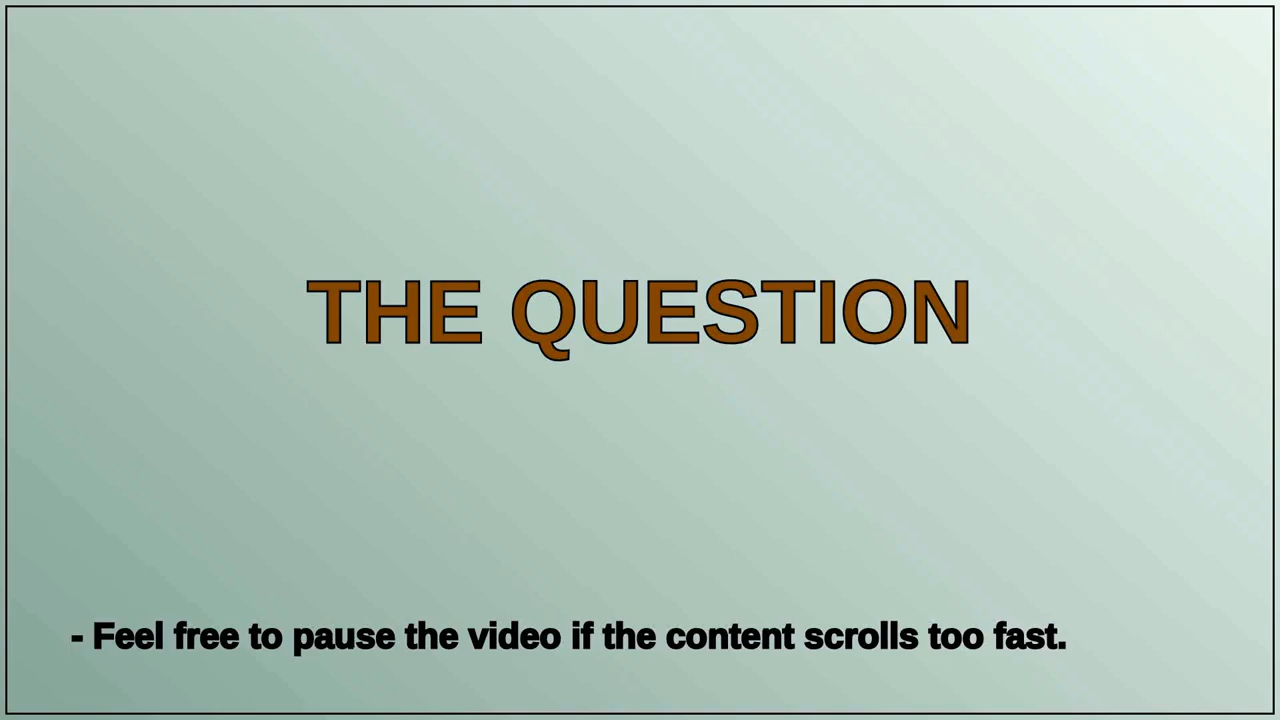 THE QUESTION
- Feel free to pause the video if the content scrolls too fast.